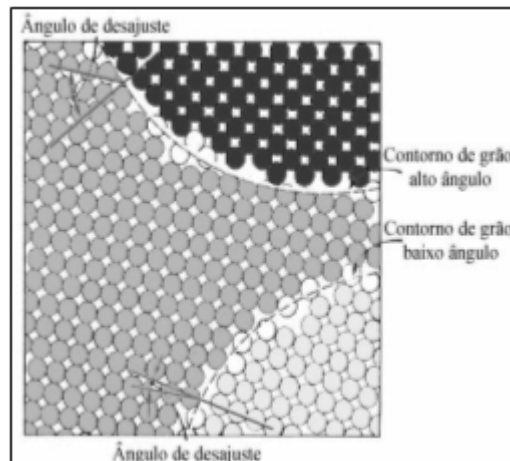 Ângulo de desajuste
Contorno de grão
alto ângulo
Contorno de grão
baixo ângulo
Ângulo de desajuste